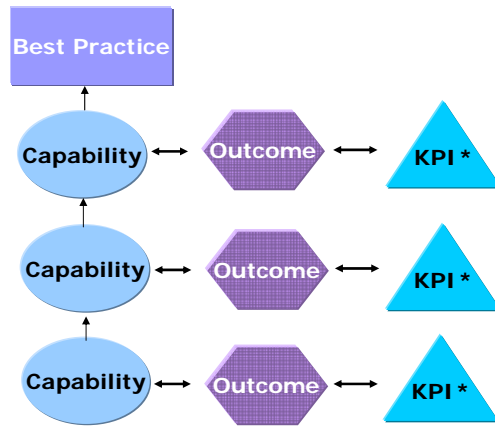 Best Practice
Capability
Outcome
KPI *
Capability
Outcome
KPI *
Capability
Outcome
KPI *